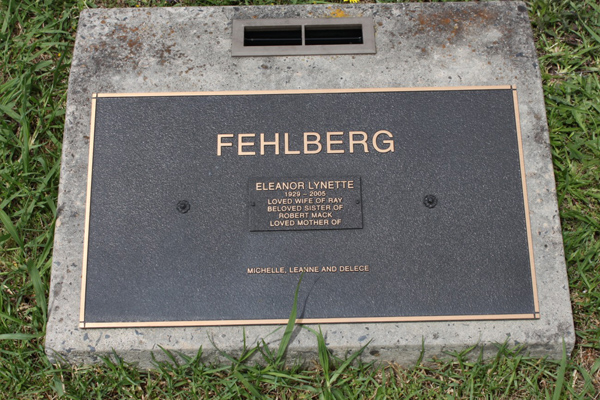 FEHLBERG
ELEANOR LYNETTE
1929 - 2005
LOVED WIFE OF RAY
BELOVED SISTER OF
ROBERT MACK
LOVED MOTHER OF
MICHELLE, LEANNE AND DELECE